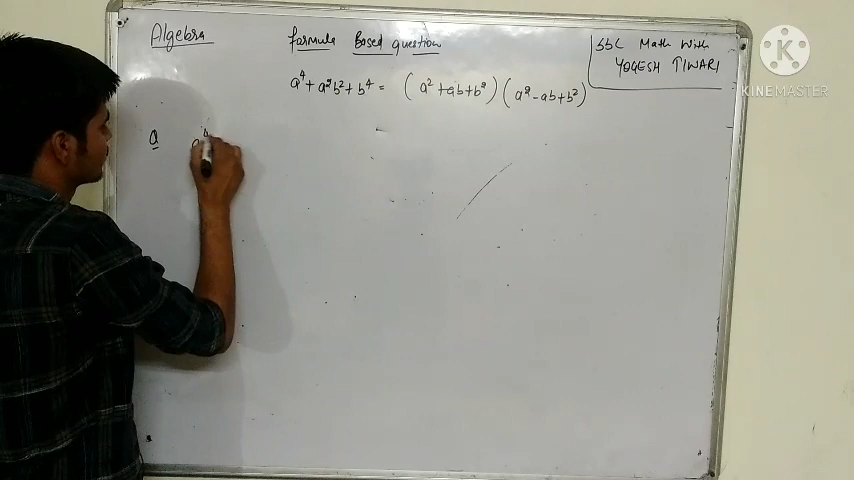 Algebra
formula Based question
SSC Math with
YOGESH TIWARI
KINEMASTER
a⁴ + a²b² + b⁴ = (a² + ab + b²) (a² - ab + b²)
Q